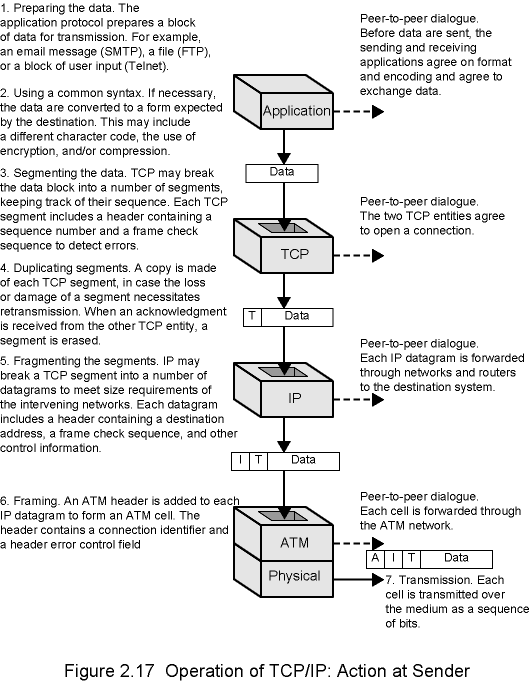 1. Preparing the data. The
application protocol prepares a block
of data for transmission. For example,
an email message (SMTP), a file (FTP),
or a block of user input (Telnet).
2. Using a common syntax. If necessary,
the data are converted to a form expected
by the destination. This may include
a different character code, the use of
encryption, and/or compression.
3. Segmenting the data. TCP may break
the data block into a number of segments,
keeping track of their sequence. Each TCP
segment includes a header containing a
sequence number and a frame check
sequence to detect errors.
4. Duplicating segments. A copy is made
of each TCP segment, in case the loss
or damage of a segment necessitates
retransmission. When an acknowledgment
is received from the other TCP entity, a
segment is erased.
5. Fragmenting the segments. IP may
break a TCP segment into a number of
datagrams to meet size requirements of
the intervening networks. Each datagram
includes a header containing a destination
address, a frame check sequence, and other
control information.
6. Framing. An ATM header is added to each
IP datagram to form an ATM cell. The
header contains a connection identifier and
a header error control field
Application
Data
TCP
T Data
IP
I T Data
ATM
Physical
Peer-to-peer dialogue.
Before data are sent, the
sending and receiving
applications agree on format
and encoding and agree to
exchange data.
Peer-to-peer dialogue.
The two TCP entities agree
to open a connection.
Peer-to-peer dialogue.
Each IP datagram is forwarded
through networks and routers
to the destination system.
Peer-to-peer dialogue.
Each cell is forwarded through
the ATM network.
A I T Data
7. Transmission. Each
cell is transmitted over
the medium as a sequence
of bits.
Figure 2.17 Operation of TCP/IP: Action at Sender